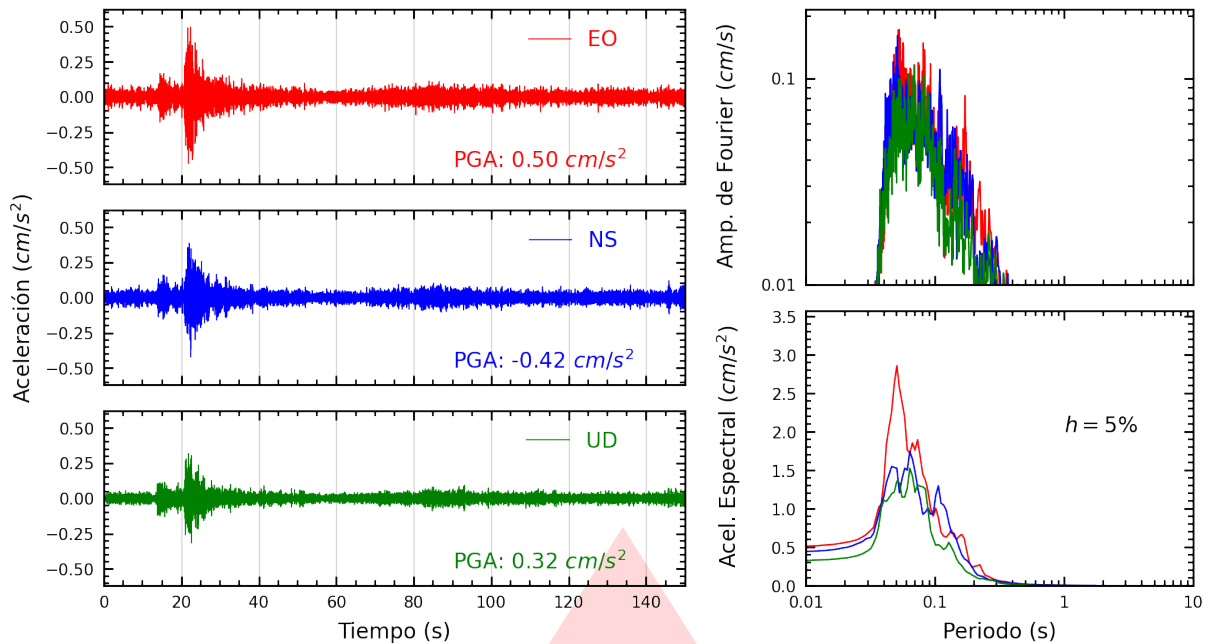 Aceleración (cm/s²)
0.50
0.25
0.00
−0.25
−0.50
EO
PGA: 0.50 cm/s²
0.50
0.25
0.00
−0.25
−0.50
NS
PGA: -0.42 cm/s²
0.50
0.25
0.00
−0.25
−0.50
UD
PGA: 0.32 cm/s²
0 20 40 60 80 100 120 140
Tiempo (s)
Amp. de Fourier (cm/s)
0.1
0.01
Acel. Espectral (cm/s²)
3.5
3.0
2.5
2.0
1.5
1.0
0.5
0.0
h = 5%
0.01 0.1 1 10
Periodo (s)